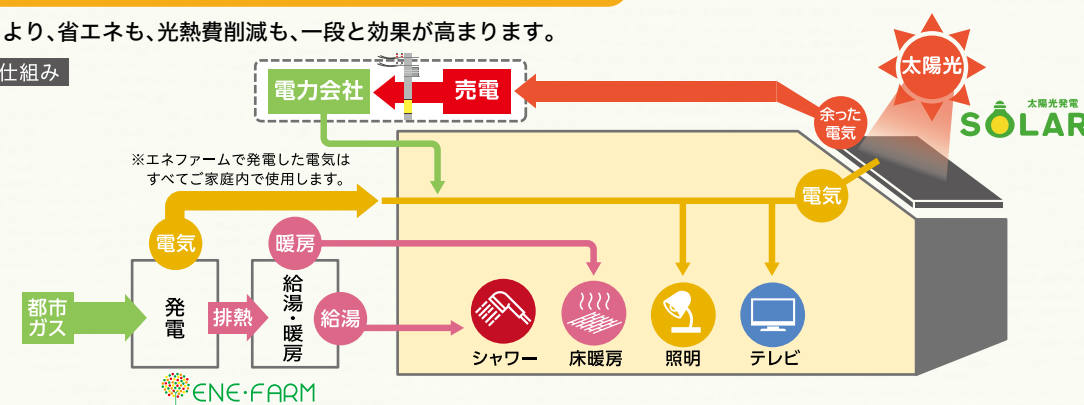 より、省エネも、光熱費削減も、一段と効果が高まります。
仕組み
電力会社
売電
太陽光
余った
電気
太陽光発電
SOLAR
※エネファームで発電した電気は
すべてご家庭内で使用します。
電気
電気
暖房
都市
ガス
発電
排熱
給湯・暖房
給湯
シャワー
床暖房
照明
テレビ
ENE・FARM